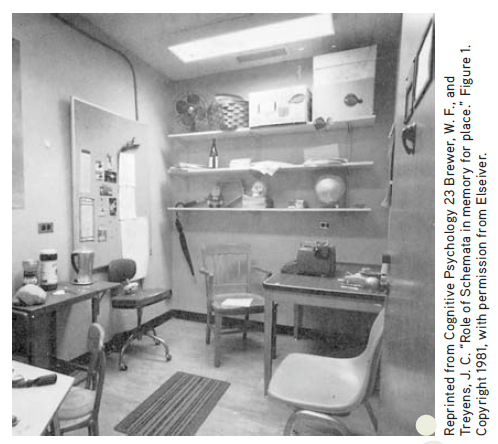 Reprinted from Cognitive Psychology 23 Brewer, W. F., and
Treyens, J. C. “Role of Schemata in memory for place.” Figure 1.
Copyright 1981, with permission from Elseiver.